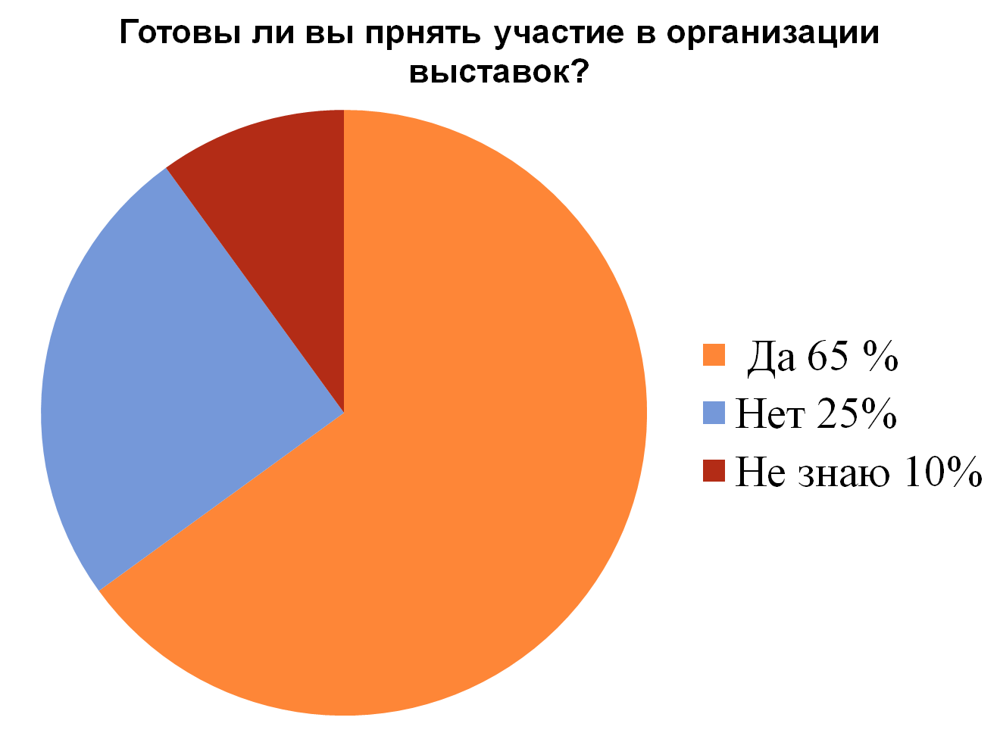 Готовы ли вы прнять участие в организации
выставок?
Да 65 %
Нет 25%
Не знаю 10%